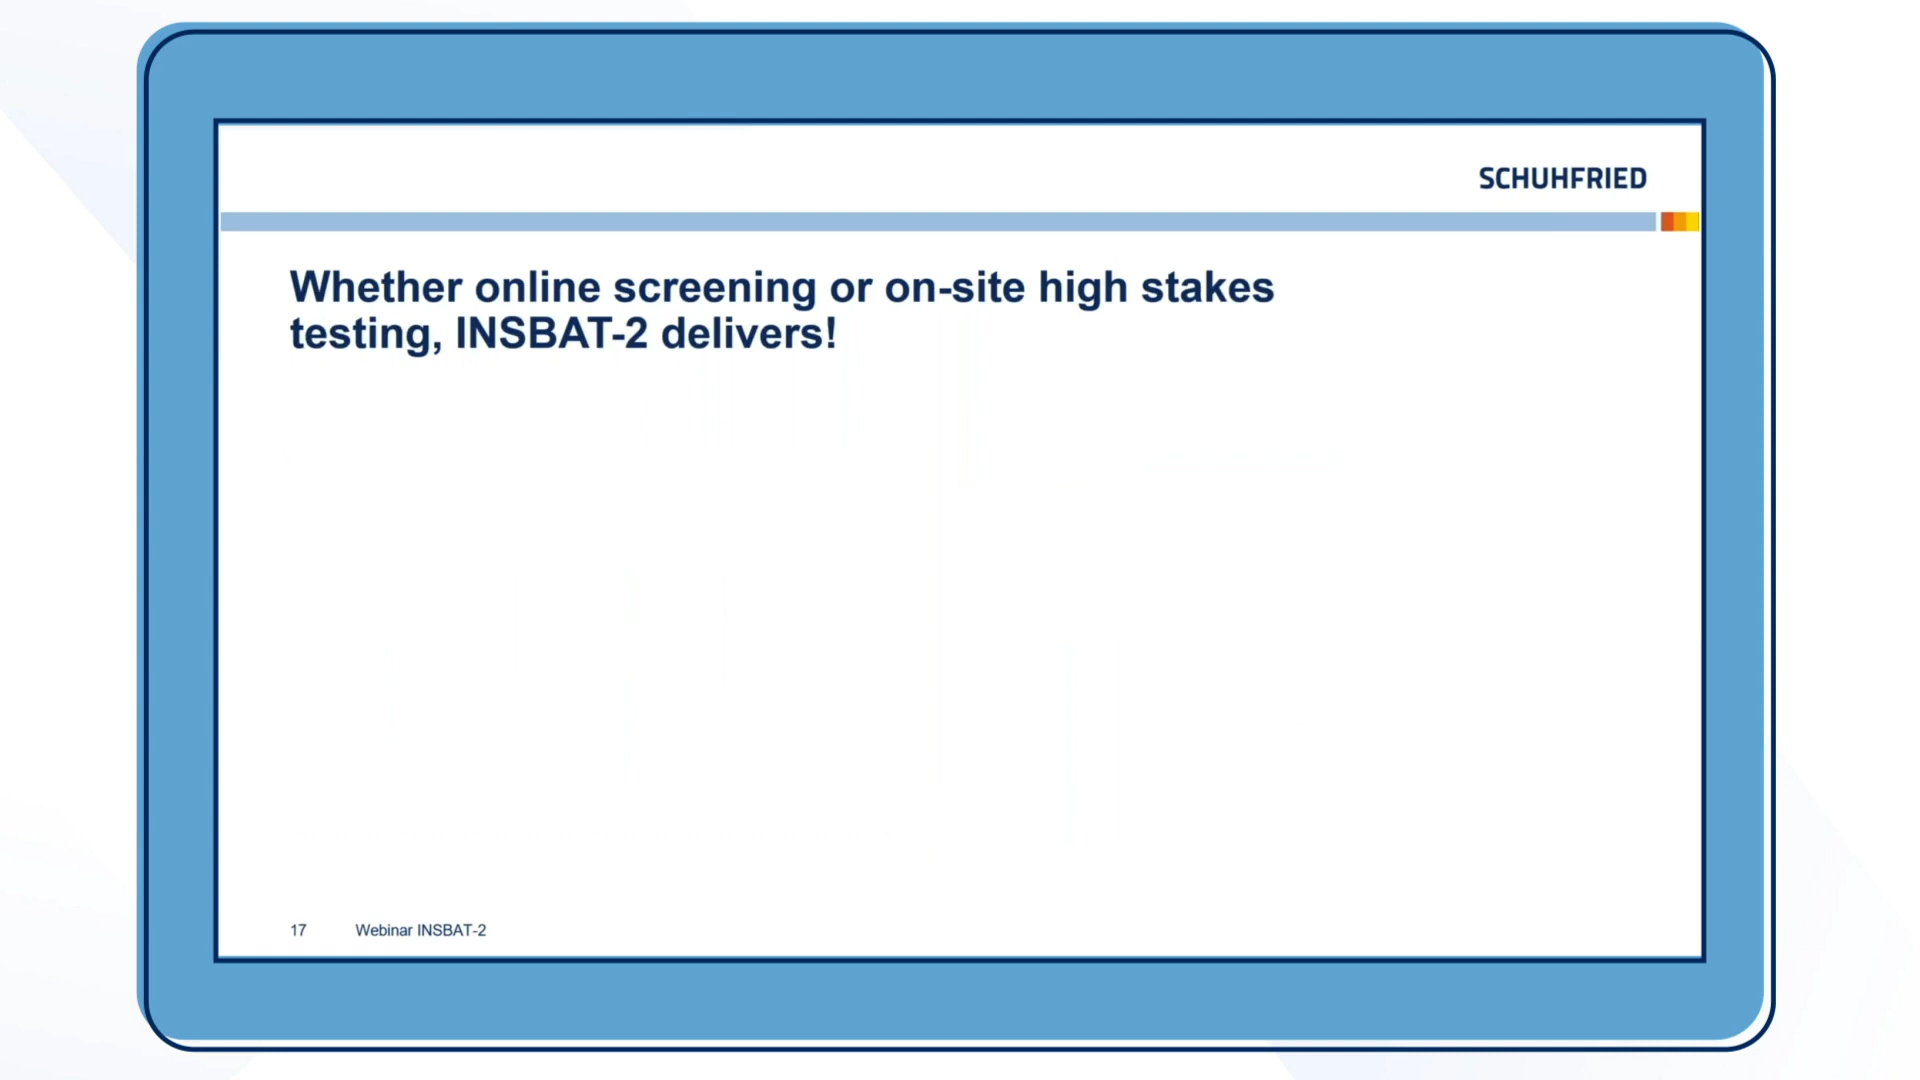 SCHUHFRIED
Whether online screening or on-site high stakes
testing, INSBAT-2 delivers!
17 Webinar INSBAT-2